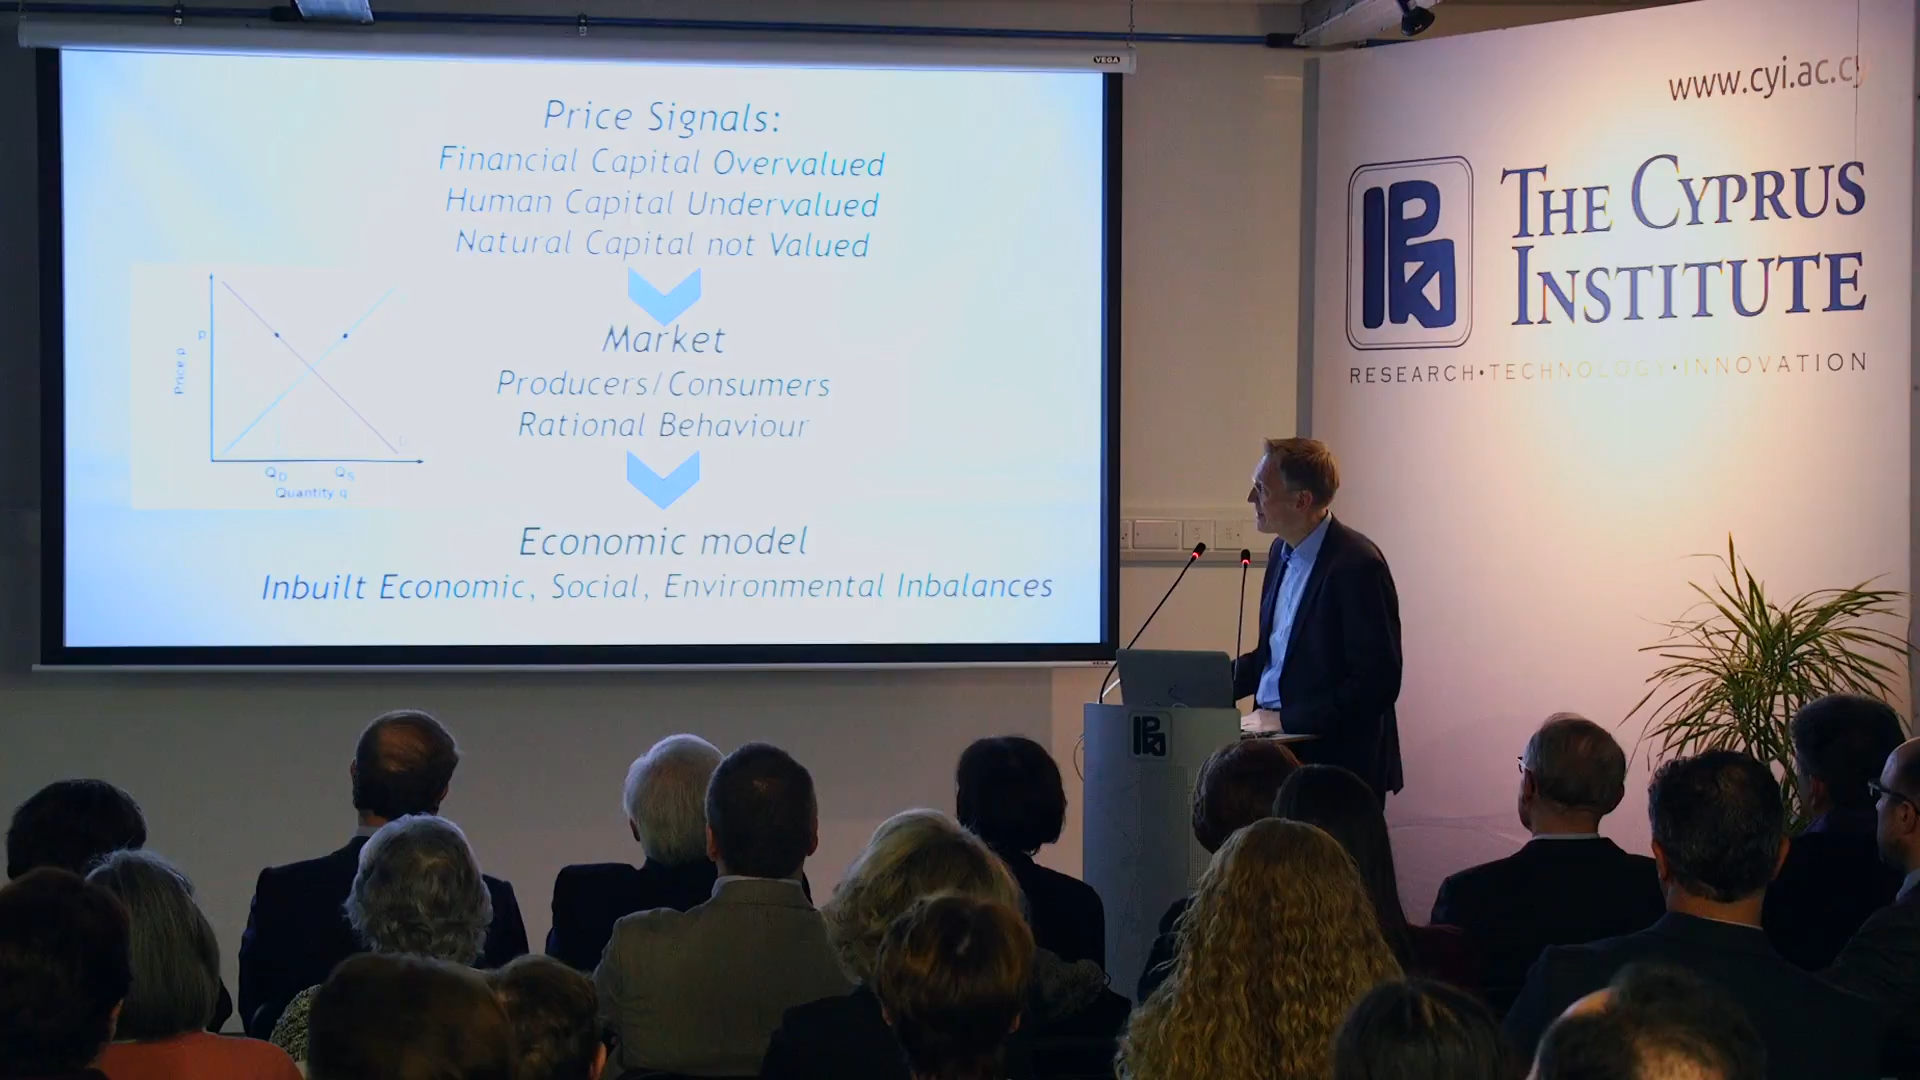 VEGA
Price Signals:
Financial Capital Overvalued
Human Capital Undervalued
Natural Capital not Valued
Market
Producers/Consumers
Rational Behaviour
Economic model
Inbuilt Economic, Social, Environmental Inbalances
p
Price p
D
QD QS
Quantity q
VEGA
www.cyi.ac.cy
THE CYPRUS
INSTITUTE
RESEARCH•TECHNOLOGY•INNOVATION